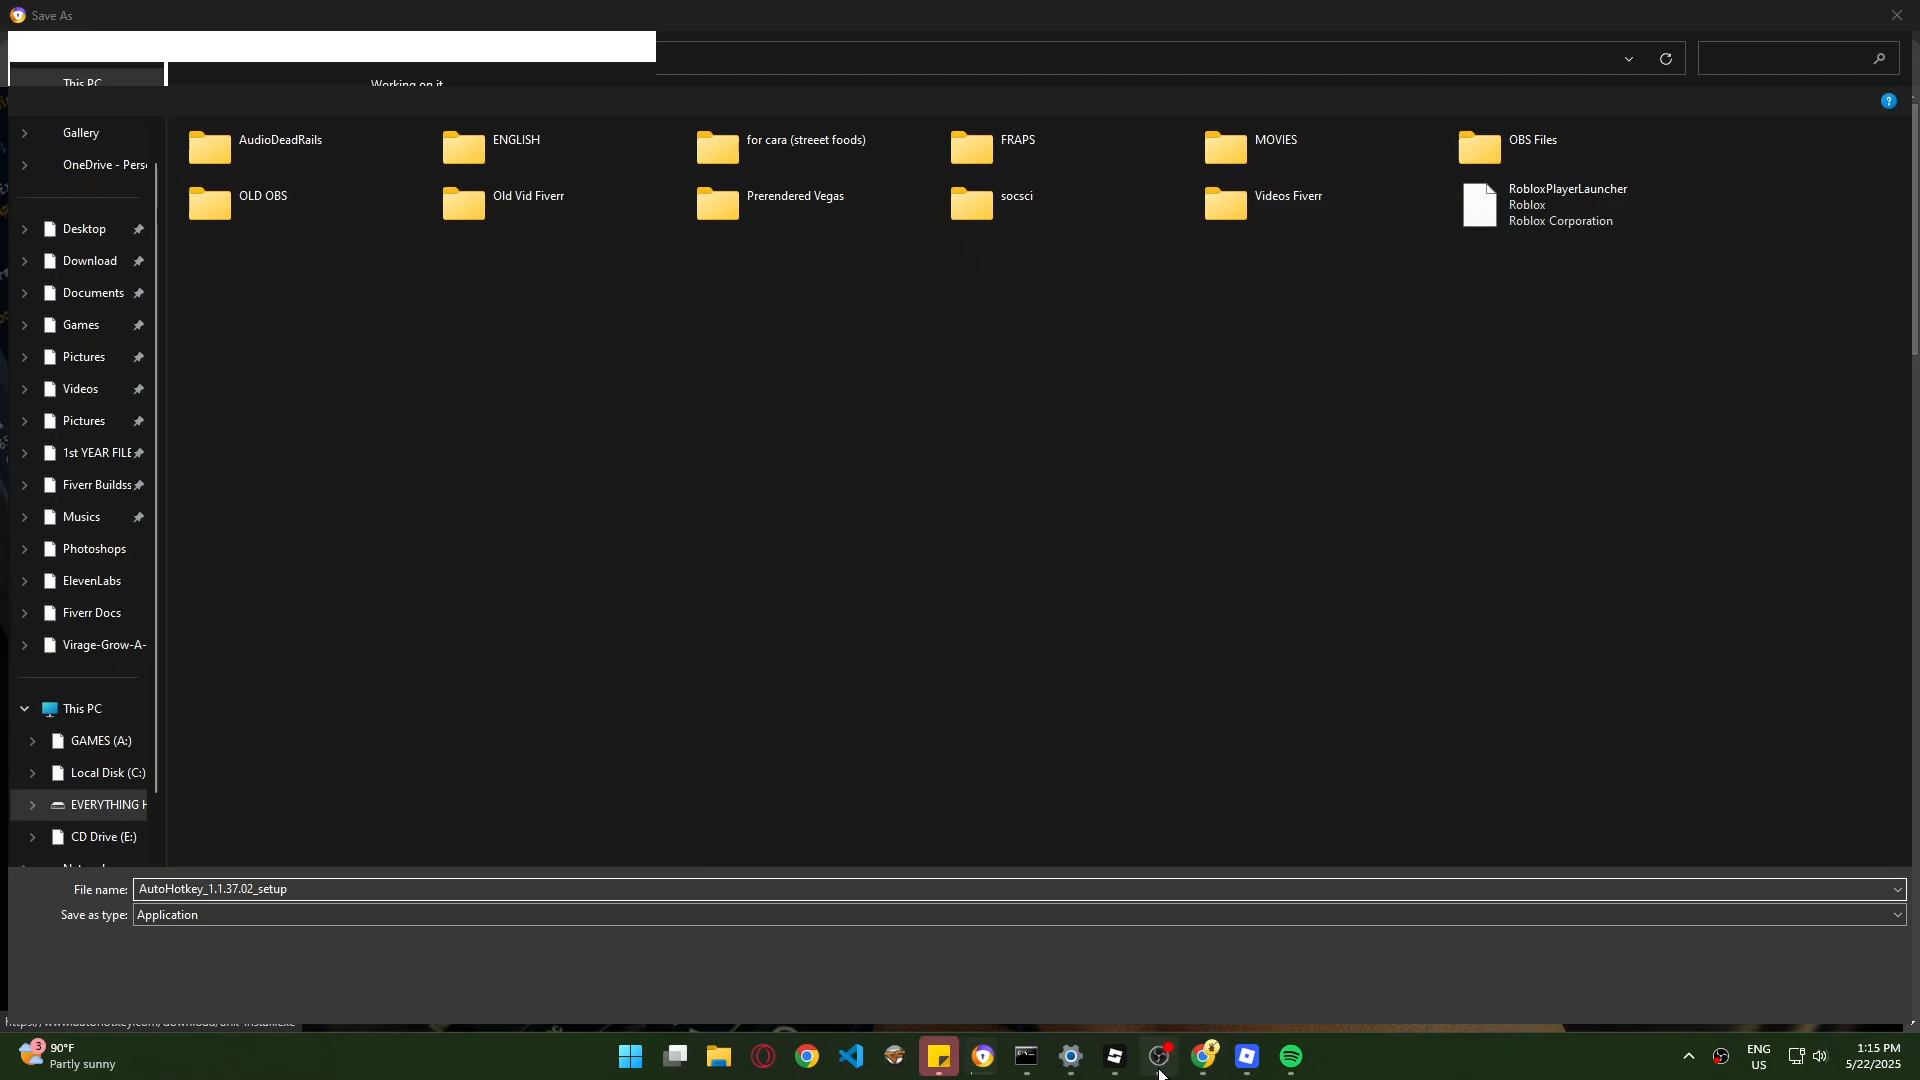 Save As
This PC
Working on it
Gallery
OneDrive - Perso
Desktop
Download
Documents
Games
Pictures
Videos
Pictures
1st YEAR FILE
Fiverr Buildss
Musics
Photoshops
ElevenLabs
Fiverr Docs
Virage-Grow-A-
This PC
GAMES (A:)
Local Disk (C:)
EVERYTHING H
CD Drive (E:)
AudioDeadRails
ENGLISH
for cara (streeet foods)
FRAPS
MOVIES
OBS Files
OLD OBS
Old Vid Fiverr
Prerendered Vegas
socsci
Videos Fiverr
RobloxPlayerLauncher
Roblox
Roblox Corporation
File name:
AutoHotkey_1.1.37.02_setup
Save as type:
Application
3
90°F
Partly sunny
ENG
US
1:15 PM
5/22/2025